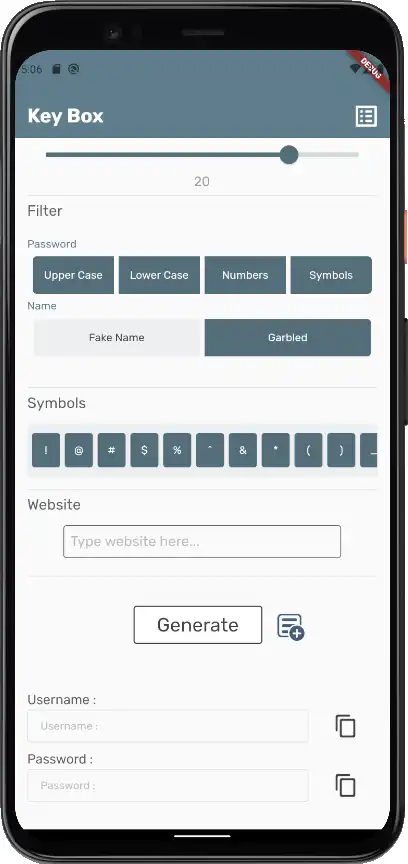 5:06
DEBUG
Key Box
20
Filter
Password
Upper Case Lower Case Numbers Symbols
Name
Fake Name Garbled
Symbols
! @ # $ % ^ & * ( ) _
Website
Type website here...
Generate
Username :
Username :
Password :
Password :